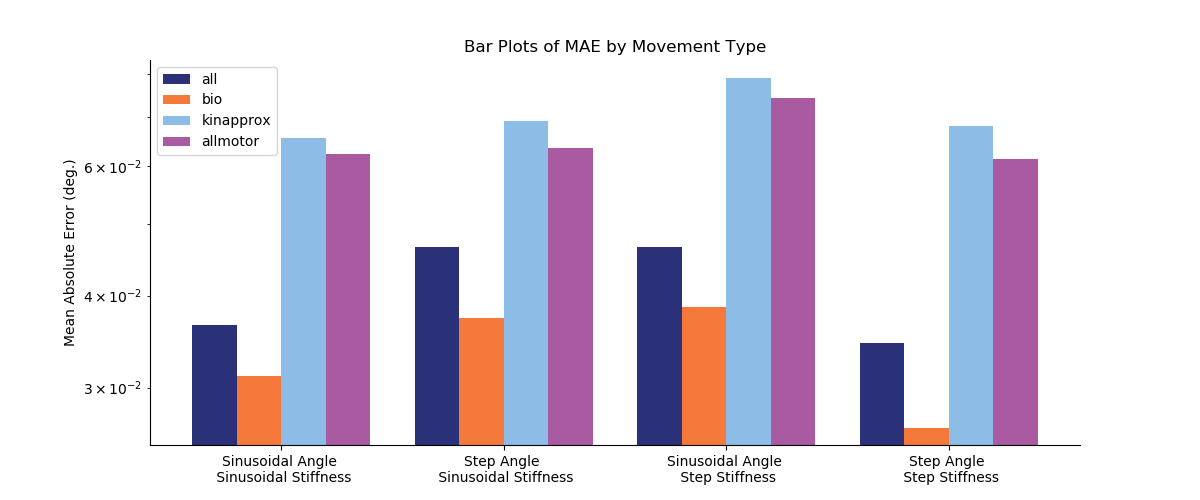 Bar Plots of MAE by Movement Type
all
bio
kinapprox
allmotor
Mean Absolute Error (deg.)
6 × 10⁻²
4 × 10⁻²
3 × 10⁻²
Sinusoidal Angle
Sinusoidal Stiffness
Step Angle
Sinusoidal Stiffness
Sinusoidal Angle
Step Stiffness
Step Angle
Step Stiffness